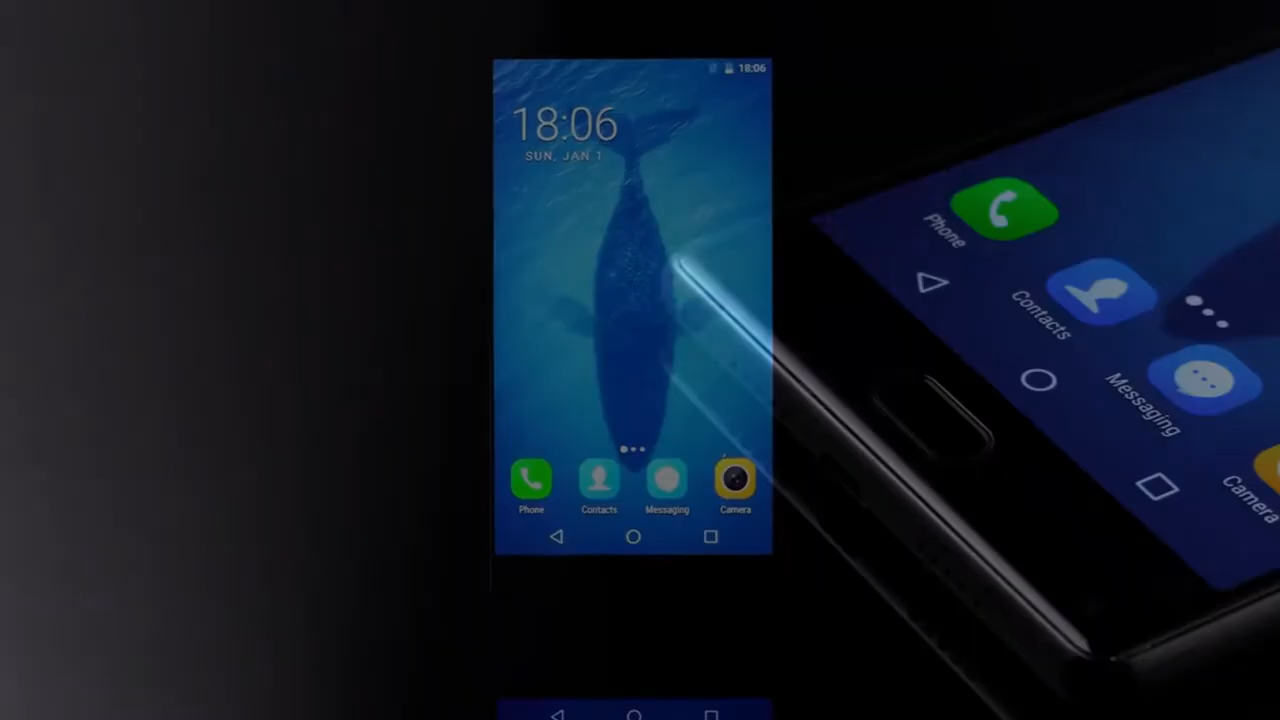 18:06
18:06
SUN, JAN 1
Phone
Contacts
Messaging
Camera
Phone
Contacts
Messaging
Camera